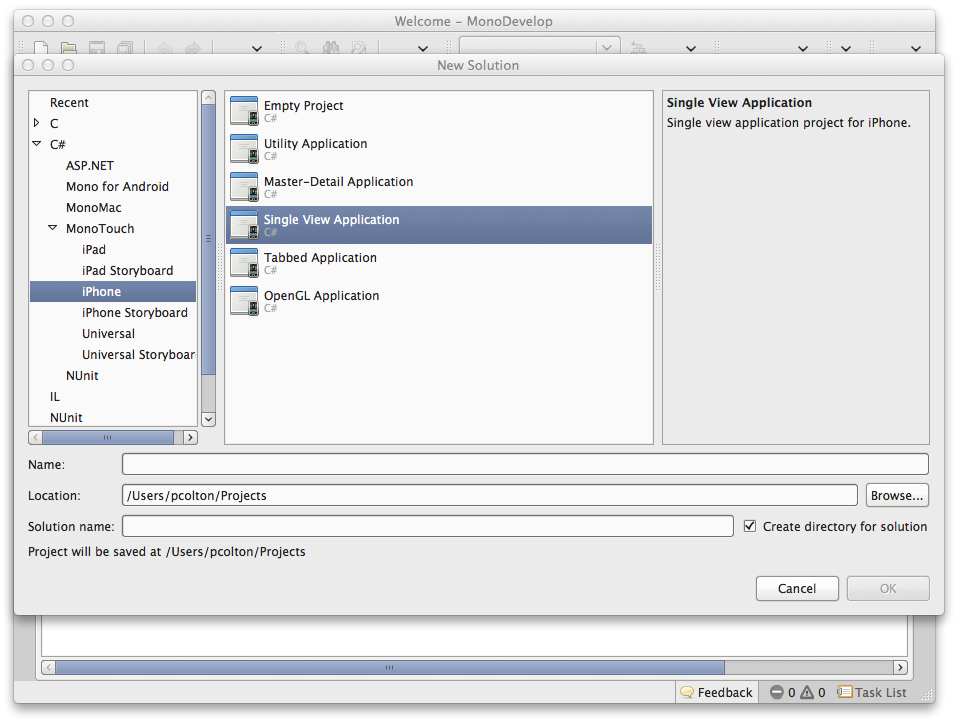 Welcome – MonoDevelop
New Solution
Recent
C
C#
ASP.NET
Mono for Android
MonoMac
MonoTouch
iPad
iPad Storyboard
iPhone
iPhone Storyboard
Universal
Universal Storyboar
NUnit
IL
NUnit
Empty Project
C#
Utility Application
C#
Master-Detail Application
C#
Single View Application
C#
Tabbed Application
C#
OpenGL Application
C#
Single View Application
Single view application project for iPhone.
Name:
Location: /Users/pcolton/Projects Browse...
Solution name: Create directory for solution
Project will be saved at /Users/pcolton/Projects
Cancel OK
Feedback 0 0 Task List